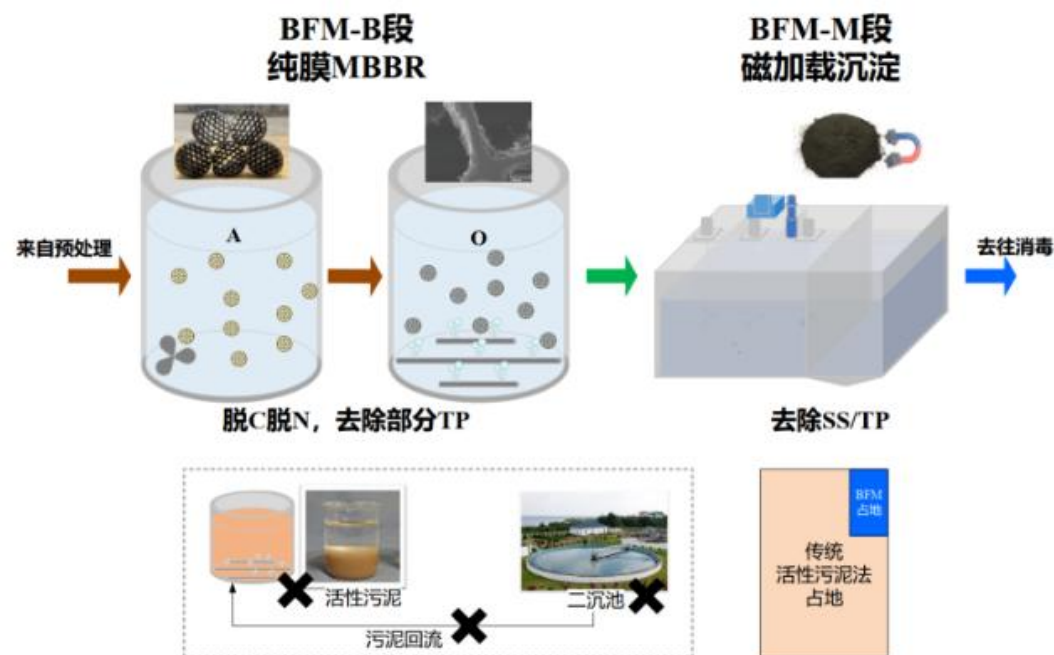 BFM-B段
纯膜MBBR
BFM-M段
磁加载沉淀
来自预处理
A
O
去往消毒
脱C脱N，去除部分TP
去除SS/TP
活性污泥
二沉池
污泥回流
BFM
占地
传统
活性污泥法
占地